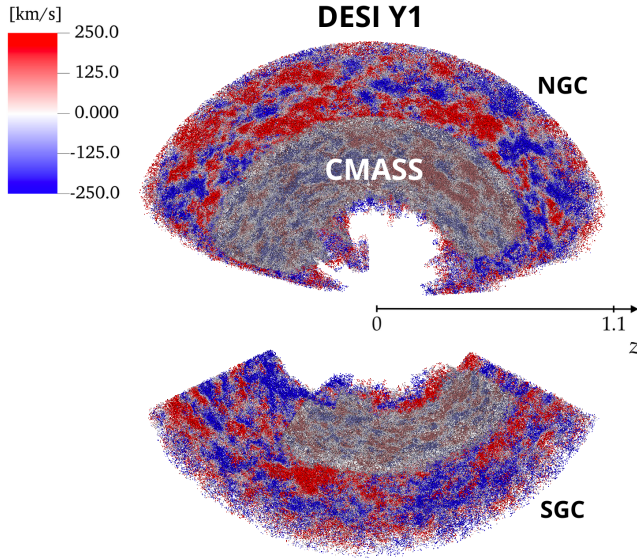 [km/s]
DESI Y1
250.0
125.0
0.000
-125.0
-250.0
NGC
CMASS
0
1.1
z
SGC